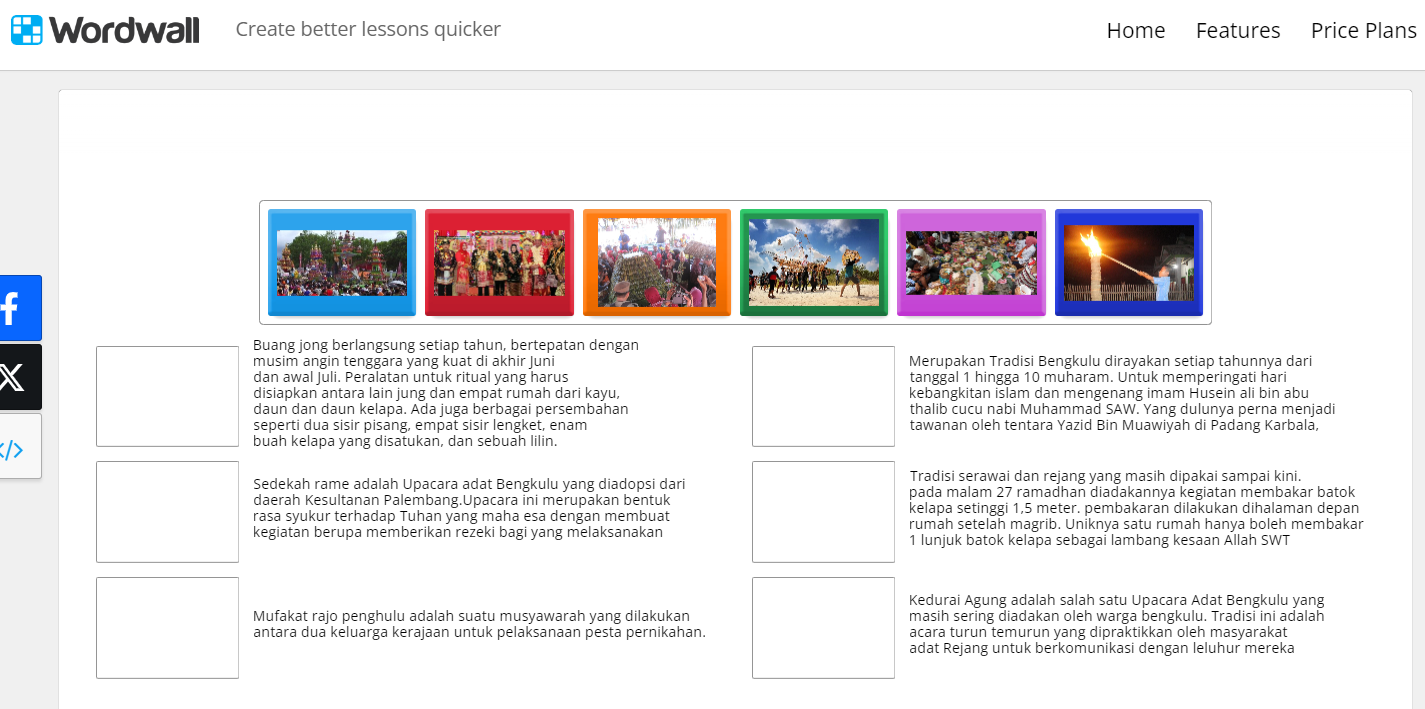 Wordwall
Create better lessons quicker
Home
Features
Price Plans
Buang jong berlangsung setiap tahun, bertepatan dengan
musim angin tenggara yang kuat di akhir Juni
dan awal Juli. Peralatan untuk ritual yang harus
disiapkan antara lain jung dan empat rumah dari kayu,
daun dan daun kelapa. Ada juga berbagai persembahan
seperti dua sisir pisang, empat sisir lengket, enam
buah kelapa yang disatukan, dan sebuah lilin.
Merupakan Tradisi Bengkulu dirayakan setiap tahunnya dari
tanggal 1 hingga 10 muharam. Untuk memperingati hari
kebangkitan islam dan mengenang imam Husein ali bin abu
thalib cucu nabi Muhammad SAW. Yang dulunya perna menjadi
tawanan oleh tentara Yazid Bin Muawiyah di Padang Karbala,
Sedekah rame adalah Upacara adat Bengkulu yang diadopsi dari
daerah Kesultanan Palembang.Upacara ini merupakan bentuk
rasa syukur terhadap Tuhan yang maha esa dengan membuat
kegiatan berupa memberikan rezeki bagi yang melaksanakan
Tradisi serawai dan rejang yang masih dipakai sampai kini.
pada malam 27 ramadhan diadakannya kegiatan membakar batok
kelapa setinggi 1,5 meter. pembakaran dilakukan dihalaman depan
rumah setelah magrib. Uniknya satu rumah hanya boleh membakar
1 lunjuk batok kelapa sebagai lambang kesaan Allah SWT
Mufakat rajo penghulu adalah suatu musyawarah yang dilakukan
antara dua keluarga kerajaan untuk pelaksanaan pesta pernikahan.
Kedurai Agung adalah salah satu Upacara Adat Bengkulu yang
masih sering diadakan oleh warga bengkulu. Tradisi ini adalah
acara turun temurun yang dipraktikkan oleh masyarakat
adat Rejang untuk berkomunikasi dengan leluhur mereka